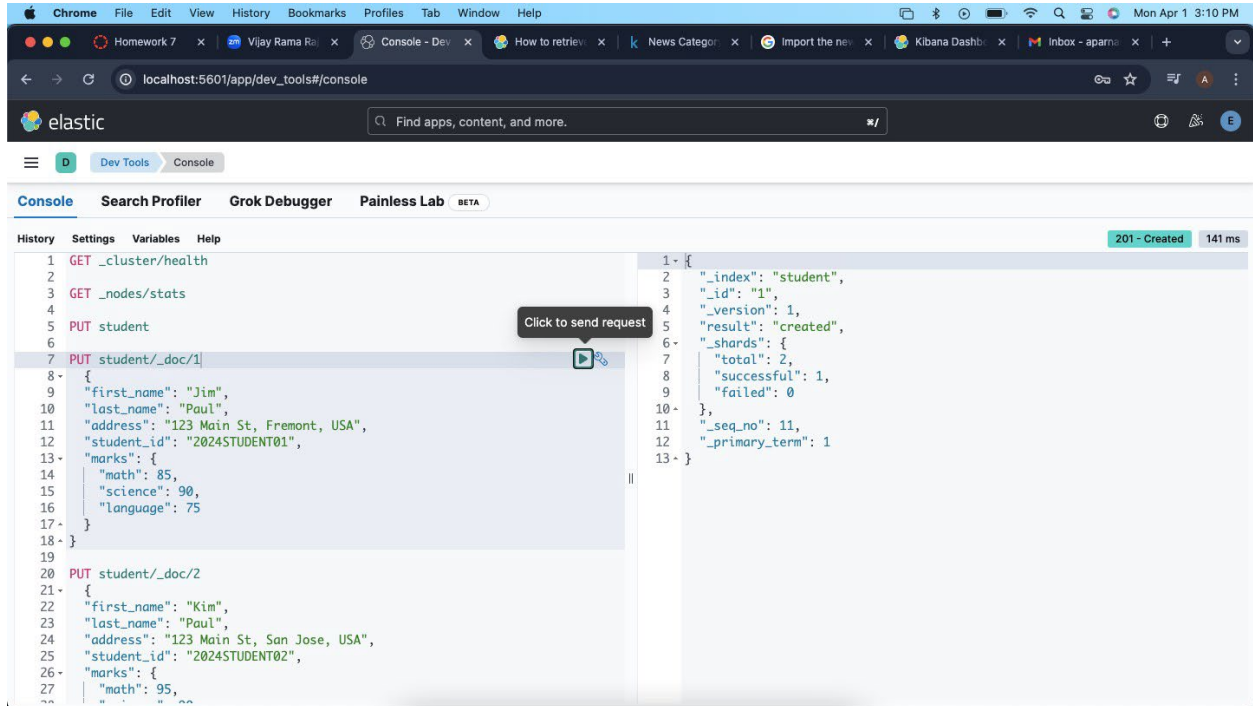 Chrome File Edit View History Bookmarks Profiles Tab Window Help Mon Apr 1 3:10 PM
Homework 7 × zm Vijay Rama Raj × Console - Dev × How to retriev × k News Categor × G Import the new × Kibana Dashb × M Inbox - aparna × +
localhost:5601/app/dev_tools#/console A
elastic Find apps, content, and more. ⌘/ E
D Dev Tools Console
Console Search Profiler Grok Debugger Painless Lab BETA
History Settings Variables Help 201 - Created 141 ms
1 GET _cluster/health
2
3 GET _nodes/stats
4
5 PUT student
6
Click to send request
7 PUT student/_doc/1
8 {
9 "first_name": "Jim",
10 "last_name": "Paul",
11 "address": "123 Main St, Fremont, USA",
12 "student_id": "2024STUDENT01",
13 "marks": {
14 "math": 85,
15 "science": 90,
16 "language": 75
17 }
18 }
19
20 PUT student/_doc/2
21 {
22 "first_name": "Kim",
23 "last_name": "Paul",
24 "address": "123 Main St, San Jose, USA",
25 "student_id": "2024STUDENT02",
26 "marks": {
27 "math": 95,
1 {
2 "_index": "student",
3 "_id": "1",
4 "_version": 1,
5 "result": "created",
6 "_shards": {
7 "total": 2,
8 "successful": 1,
9 "failed": 0
10 },
11 "_seq_no": 11,
12 "_primary_term": 1
13 }